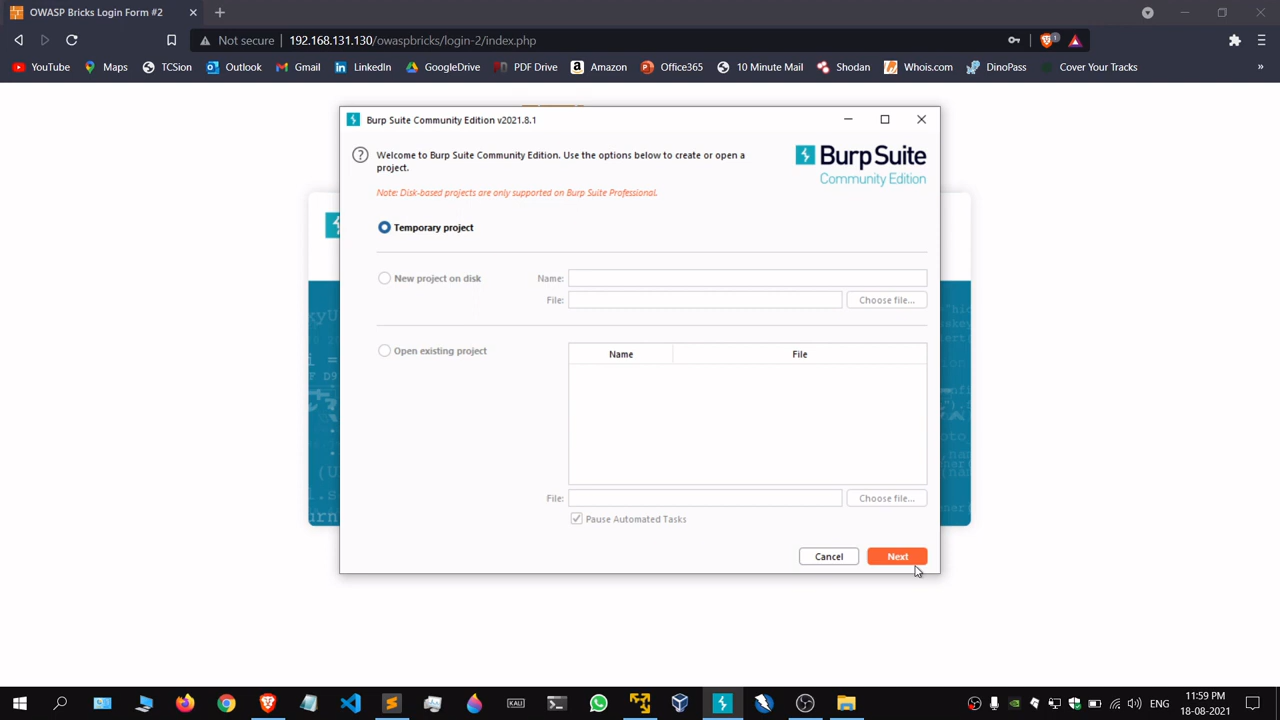 OWASP Bricks Login Form #2
Not secure
192.168.131.130/owaspbricks/login-2/index.php
1
YouTube
Maps
TCSion
Outlook
Gmail
LinkedIn
GoogleDrive
PDF Drive
Amazon
Office365
10 Minute Mail
Shodan
Whois.com
DinoPass
Cover Your Tracks
»
Burp Suite Community Edition v2021.8.1
Welcome to Burp Suite Community Edition. Use the options below to create or open a
project.
Note: Disk-based projects are only supported on Burp Suite Professional.
Burp Suite
Community Edition
Temporary project
New project on disk
Name:
File:
Choose file...
Open existing project
Name
File
File:
Choose file...
Pause Automated Tasks
Cancel
Next
KALI
ENG
11:59 PM
18-08-2021